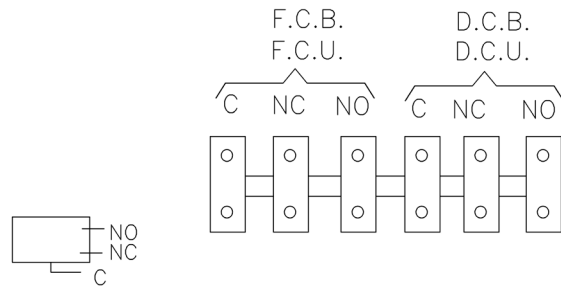 F.C.B. D.C.B.
F.C.U. D.C.U.
C NC NO C NC NO
NO
NC
C